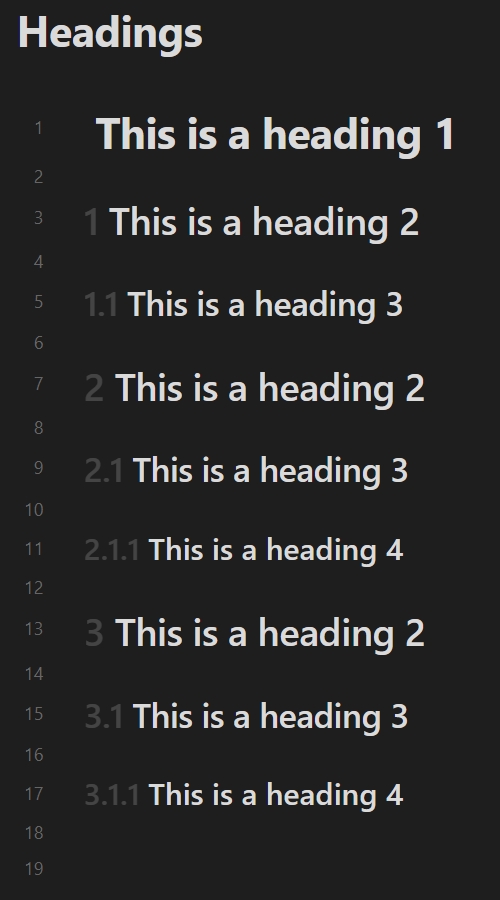 Headings
1 This is a heading 1
2
3 1 This is a heading 2
4
5 1.1 This is a heading 3
6
7 2 This is a heading 2
8
9 2.1 This is a heading 3
10
11 2.1.1 This is a heading 4
12
13 3 This is a heading 2
14
15 3.1 This is a heading 3
16
17 3.1.1 This is a heading 4
18
19